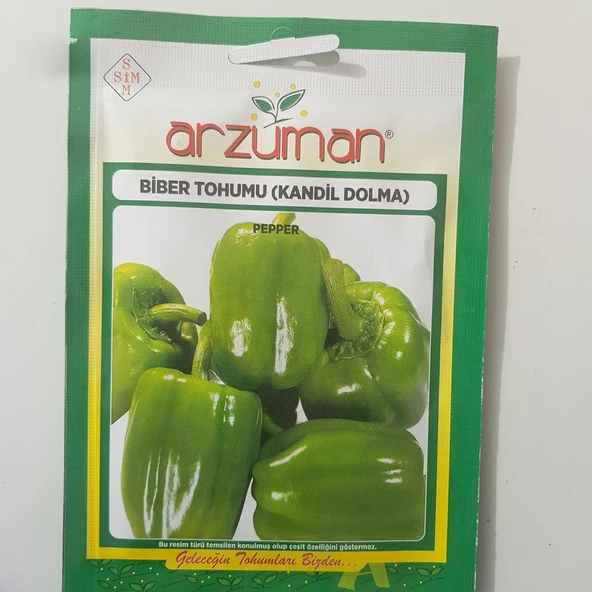 S
SİM
M
arzuman®
BİBER TOHUMU (KANDİL DOLMA)
PEPPER
Bu resim türü temsilen konulmuş olup çeşit özelliğini göstermez.
Geleceğin Tohumları Bizden...